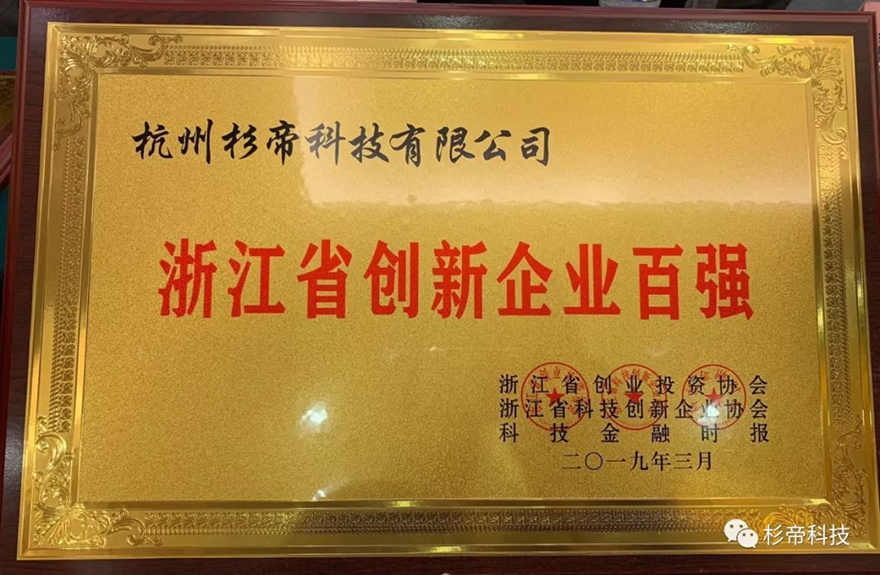 杭州杉帝科技有限公司
浙江省创新企业百强
浙江省创业投资协会
浙江省科技创新企业协会
科技金融时报
二〇一九年三月
杉帝科技